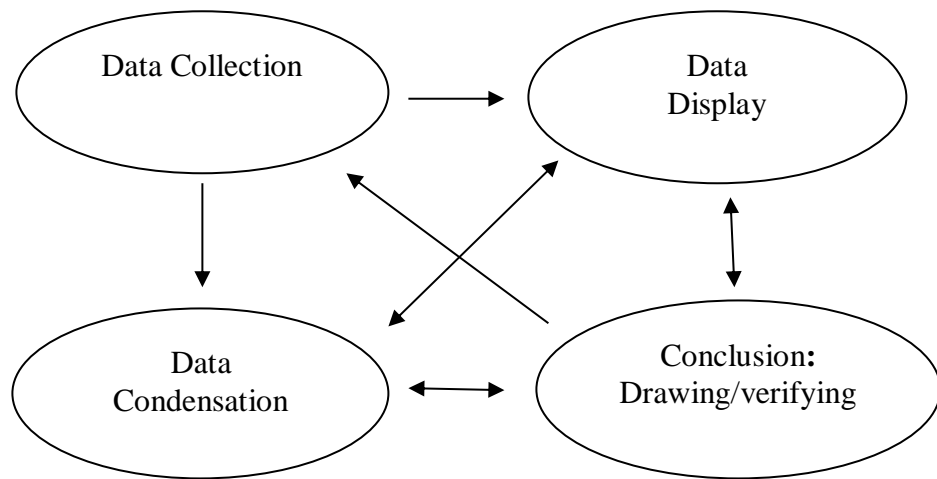 Data Collection
Data
Display
Data
Condensation
Conclusion:
Drawing/verifying